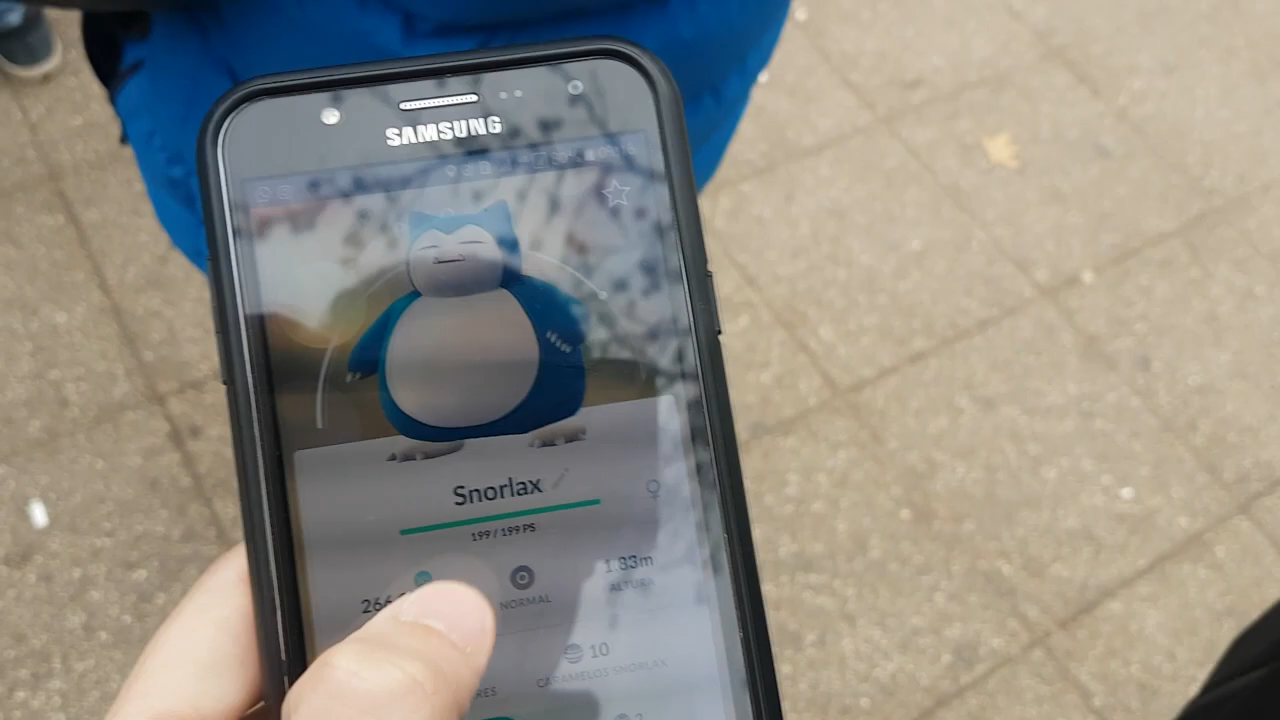 SAMSUNG
Snorlax
199 / 199 PS
1.83m
NORMAL
ALTURA
10
CARAMELOS SNORLAX